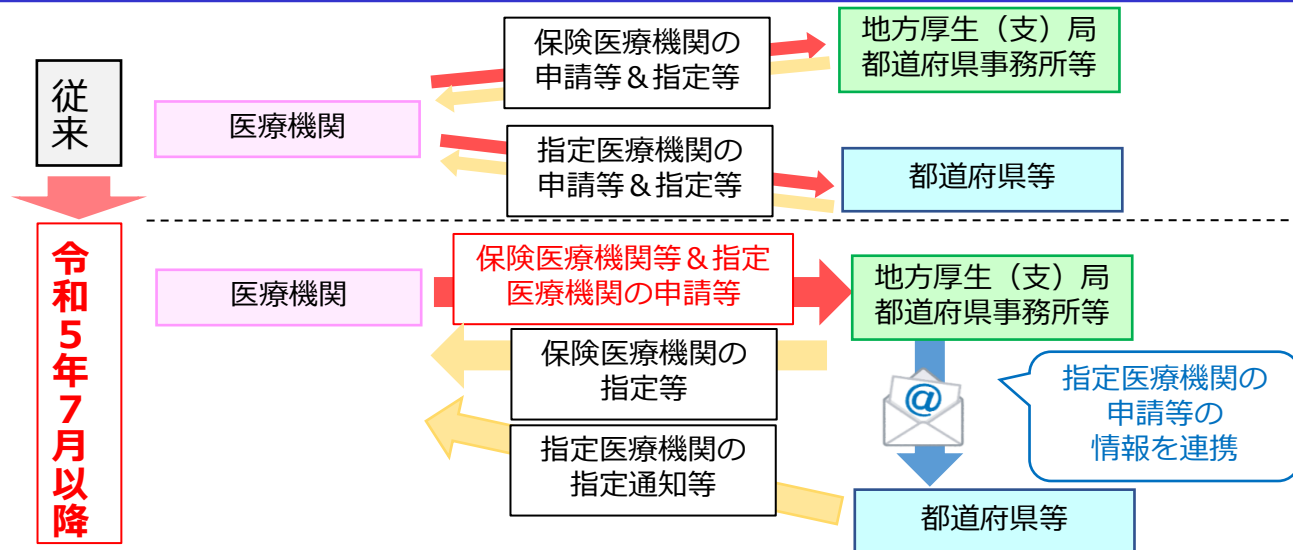 従
来
医療機関
保険医療機関の
申請等＆指定等
地方厚生（支）局
都道府県事務所等
指定医療機関の
申請等＆指定等
都道府県等
令
和
５
年
７
月
以
降
医療機関
保険医療機関等＆指定
医療機関の申請等
地方厚生（支）局
都道府県事務所等
保険医療機関の
指定等
@
指定医療機関の
申請等の
情報を連携
指定医療機関の
指定通知等
都道府県等